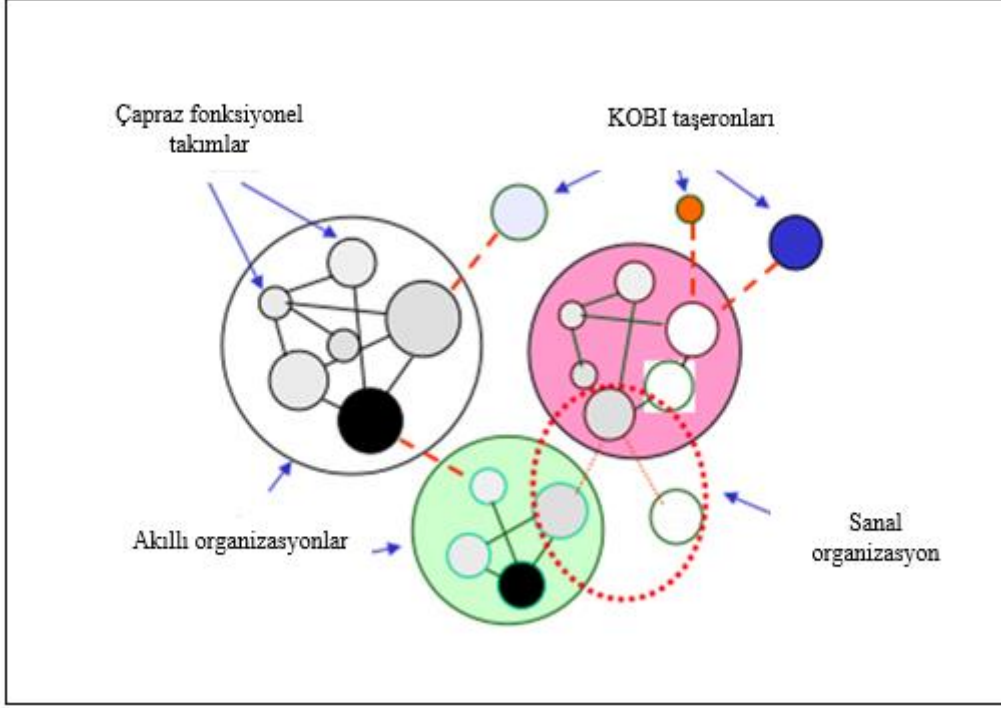 Çapraz fonksiyonel
takımlar
KOBI taşeronları
Akıllı organizasyonlar
Sanal
organizasyon